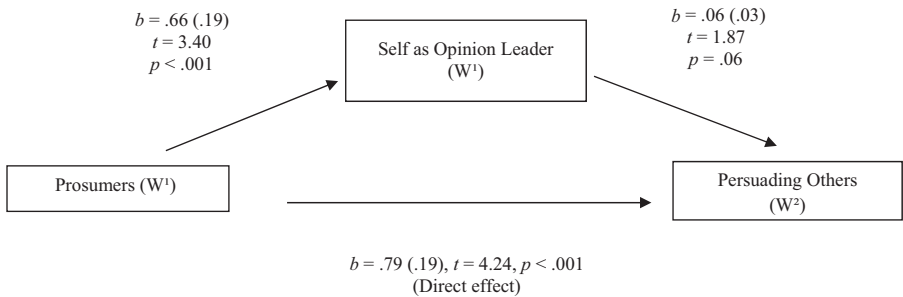 b = .66 (.19)
t = 3.40
p < .001
Self as Opinion Leader
(W¹)
b = .06 (.03)
t = 1.87
p = .06
Prosumers (W¹)
Persuading Others
(W²)
b = .79 (.19), t = 4.24, p < .001
(Direct effect)